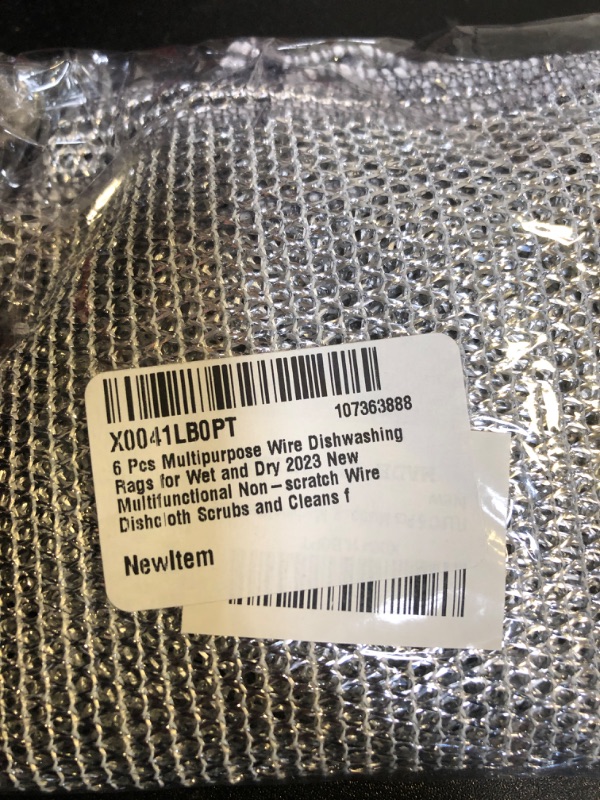 X0041LB0PT
107363888
6 Pcs Multipurpose Wire Dishwashing
Rags for Wet and Dry 2023 New
Multifunctional Non-scratch Wire
Dishcloth Scrubs and Cleans f
NewItem